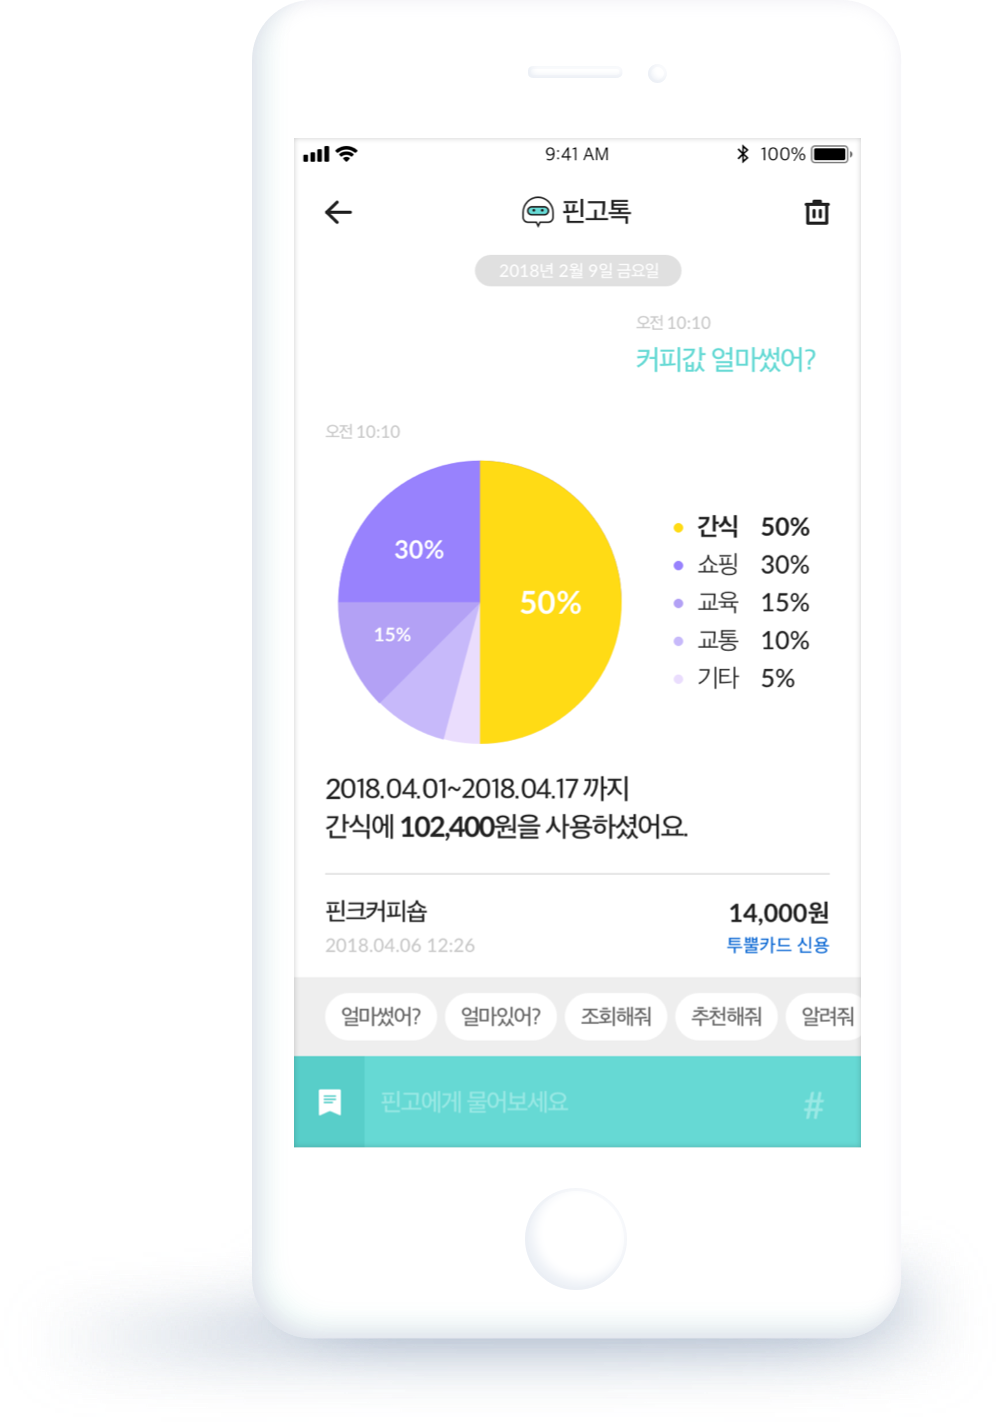 9:41 AM
100%
핀고톡
2018년 2월 9일 금요일
오전 10:10
커피값 얼마썼어?
오전 10:10
30%
50%
15%
간식 50%
쇼핑 30%
교육 15%
교통 10%
기타 5%
2018.04.01~2018.04.17 까지
간식에 102,400원을 사용하셨어요.
핀크커피숍 14,000원
2018.04.06 12:26 투뿔카드 신용
얼마썼어? 얼마있어? 조회해줘 추천해줘 알려줘
핀고에게 물어보세요 #